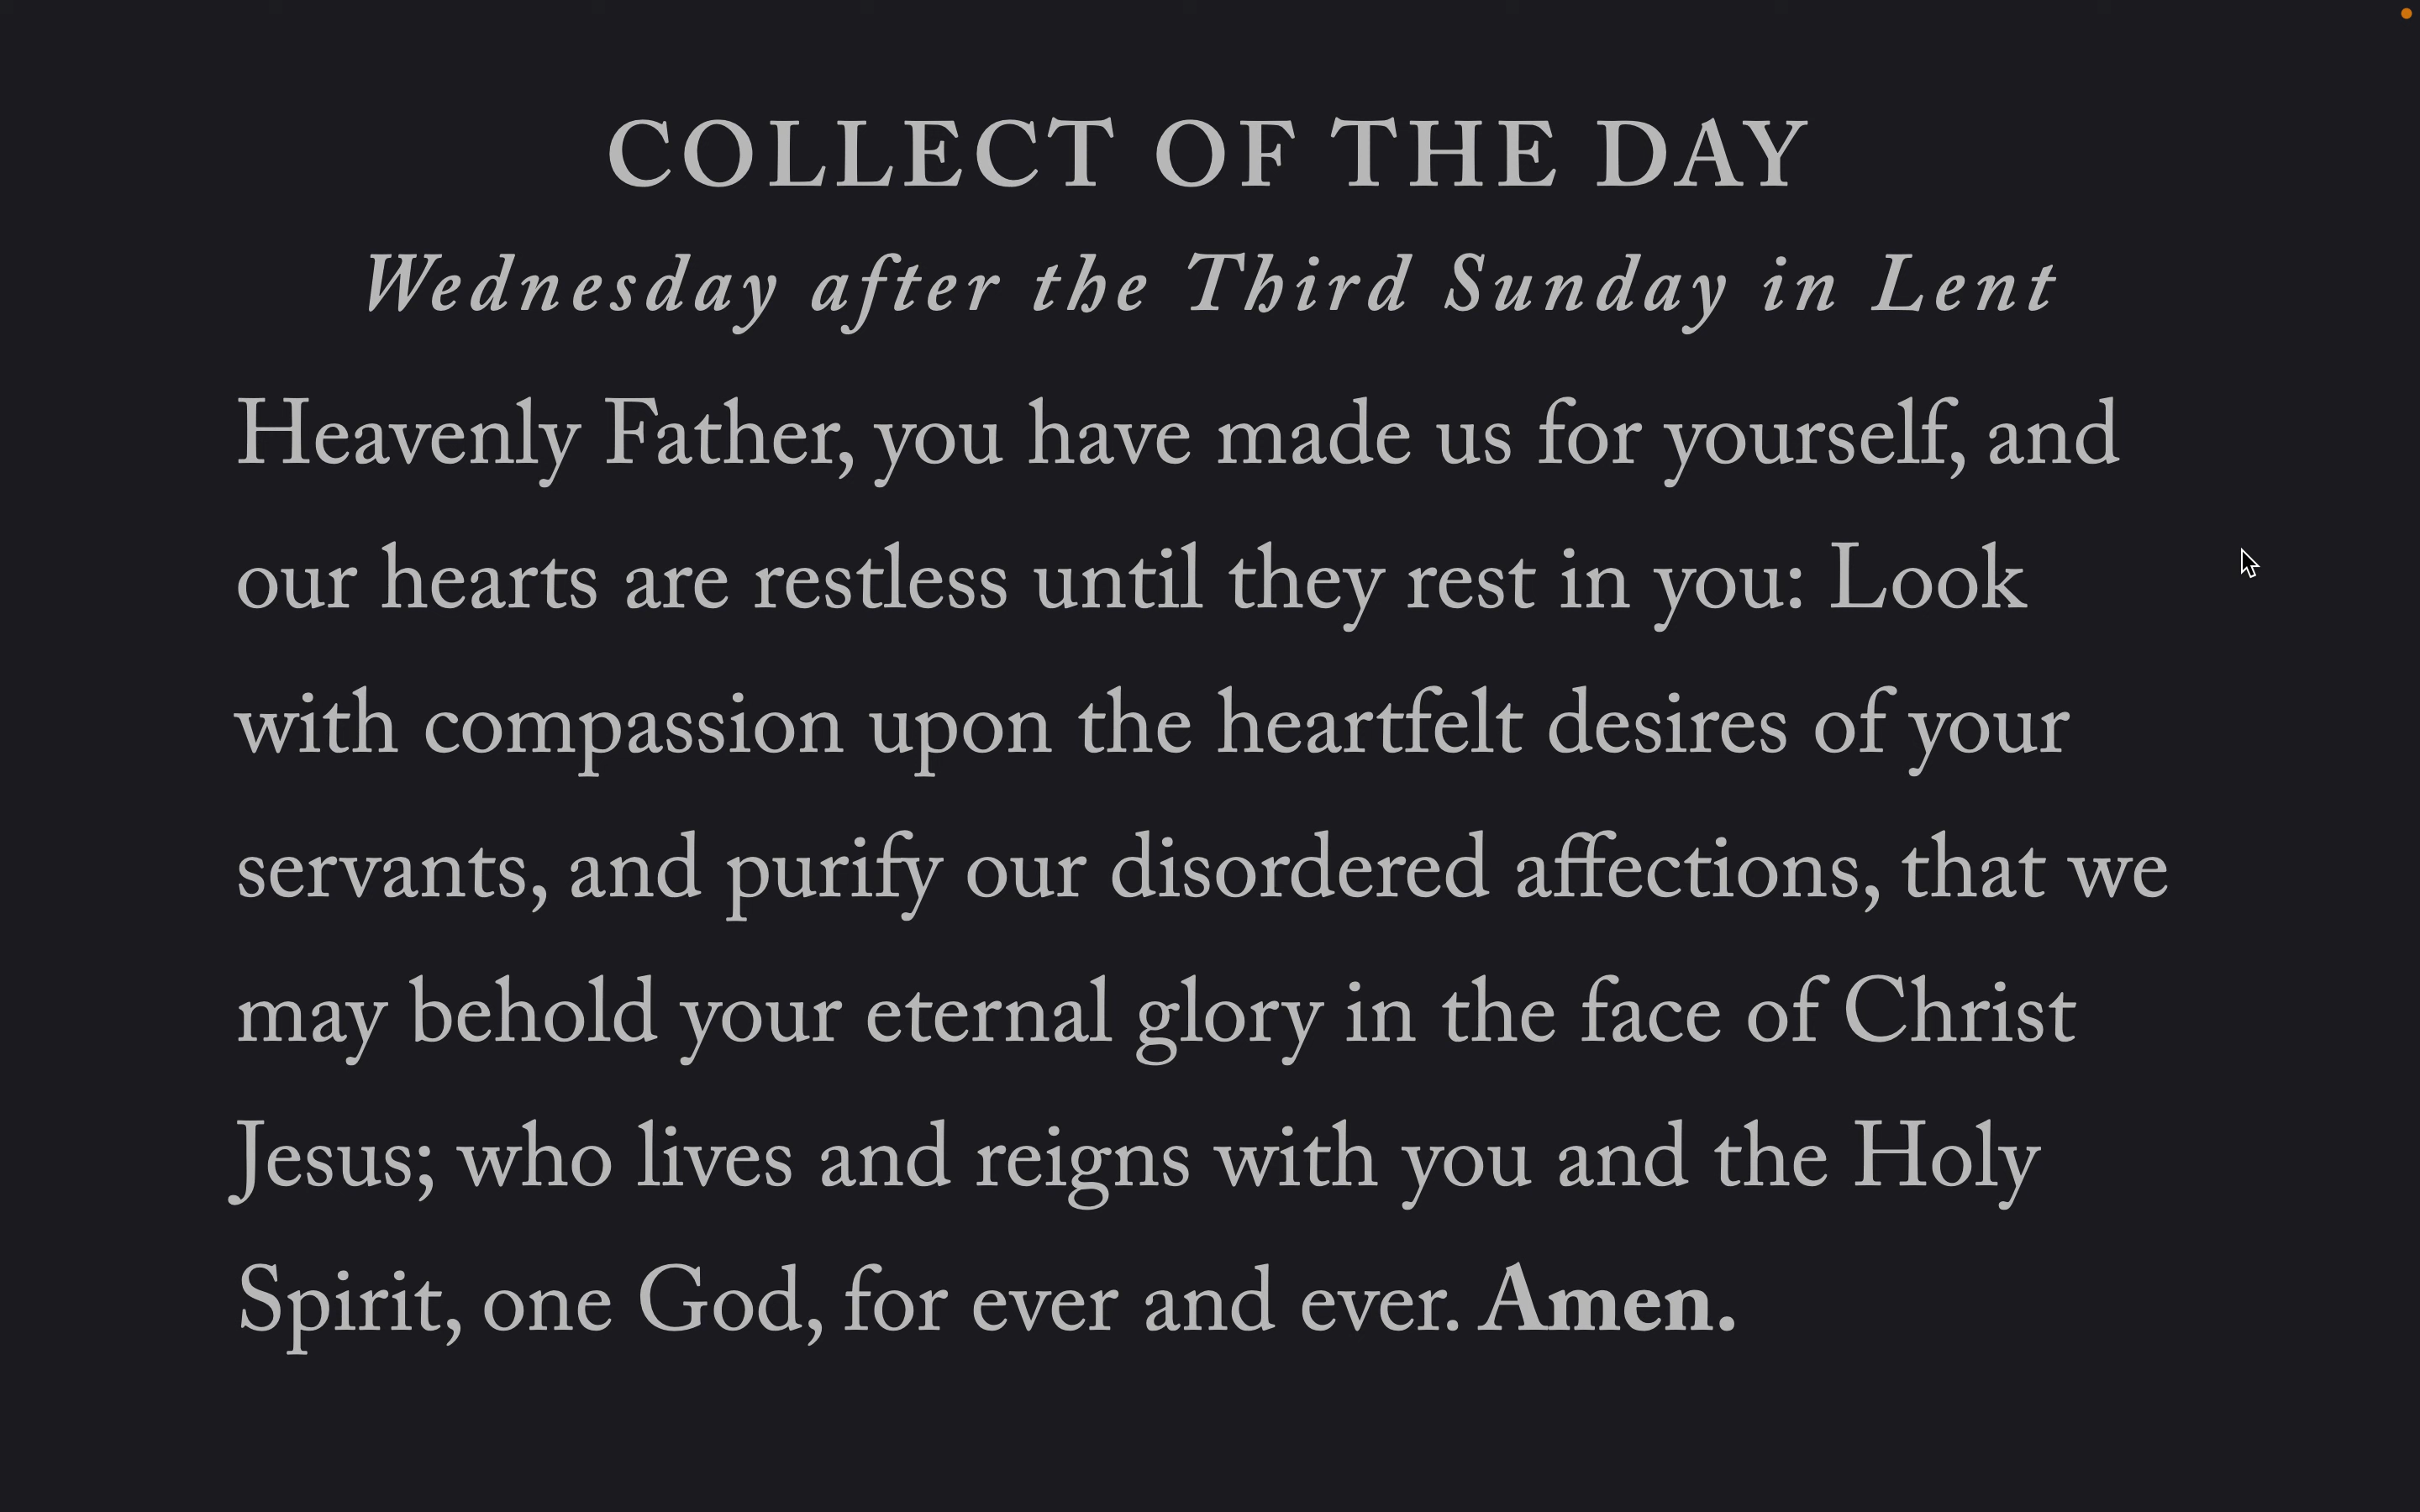 COLLECT OF THE DAY
Wednesday after the Third Sunday in Lent
Heavenly Father, you have made us for yourself, and
our hearts are restless until they rest in you: Look
with compassion upon the heartfelt desires of your
servants, and purify our disordered affections, that we
may behold your eternal glory in the face of Christ
Jesus; who lives and reigns with you and the Holy
Spirit, one God, for ever and ever. Amen.